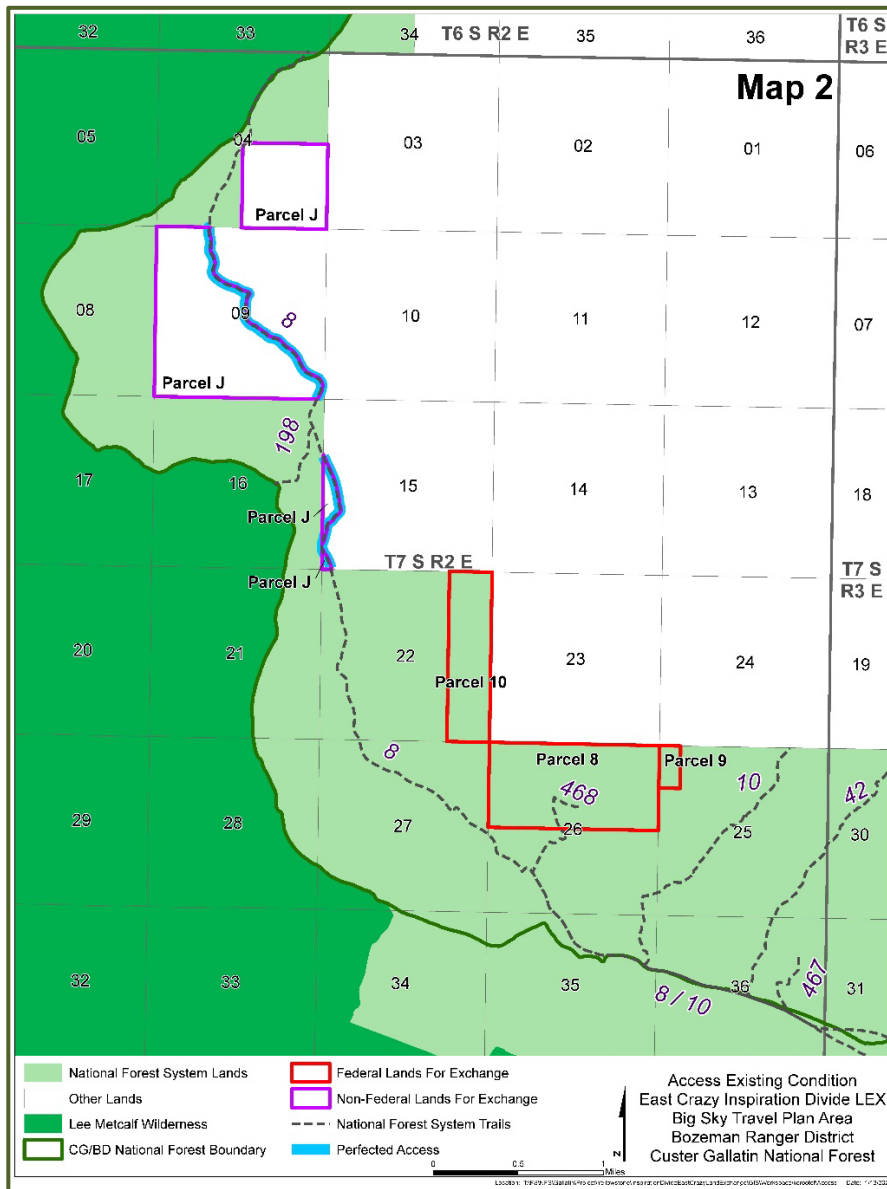 32 33 34 T6 S R2 E 35 36 T6 S
R3 E
Map 2
05 04 03 02 01 06
Parcel J
08 09 8 10 11 12 07
Parcel J
198
17 16 15 14 13 18
Parcel J
Parcel J T7 S R2 E T7 S
R3 E
20 21 22 23 24 19
Parcel 10
8 Parcel 8 Parcel 9
468 10 42
29 28 27 26 25 30
32 33 34 35 36 31
8 / 10 467
National Forest System Lands
Other Lands
Lee Metcalf Wilderness
CG/BD National Forest Boundary
Federal Lands For Exchange
Non-Federal Lands For Exchange
National Forest System Trails
Perfected Access
0 0.5 1
Miles
N
Access Existing Condition
East Crazy Inspiration Divide LEX
Big Sky Travel Plan Area
Bozeman Ranger District
Custer Gallatin National Forest